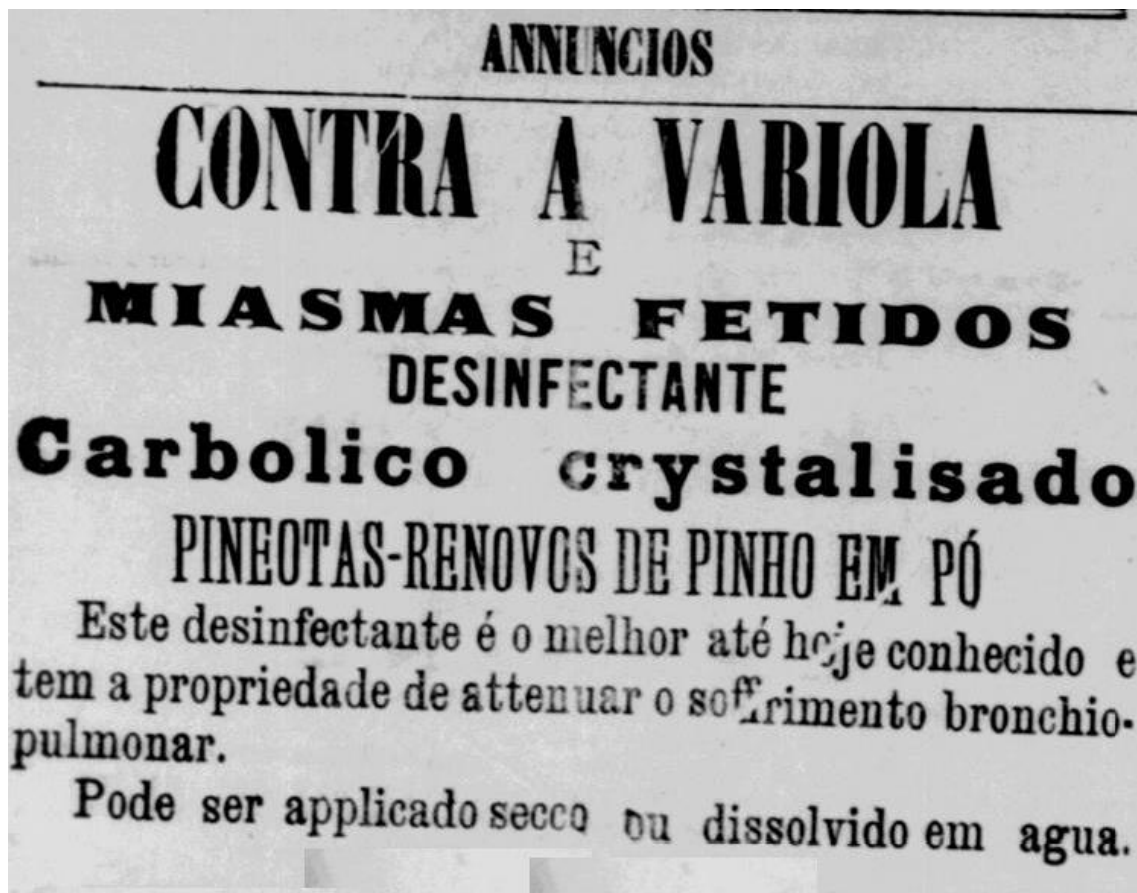 ANNUNCIOS
CONTRA A VARIOLA
E
MIASMAS FETIDOS
DESINFECTANTE
Carbolico crystalisado
PINEOTAS-RENOVOS DE PINHO EM PÓ
Este desinfectante é o melhor até hoje conhecido e
tem a propriedade de attenuar o soffrimento bronchio-
pulmonar.
Pode ser applicado secco ou dissolvido em agua.